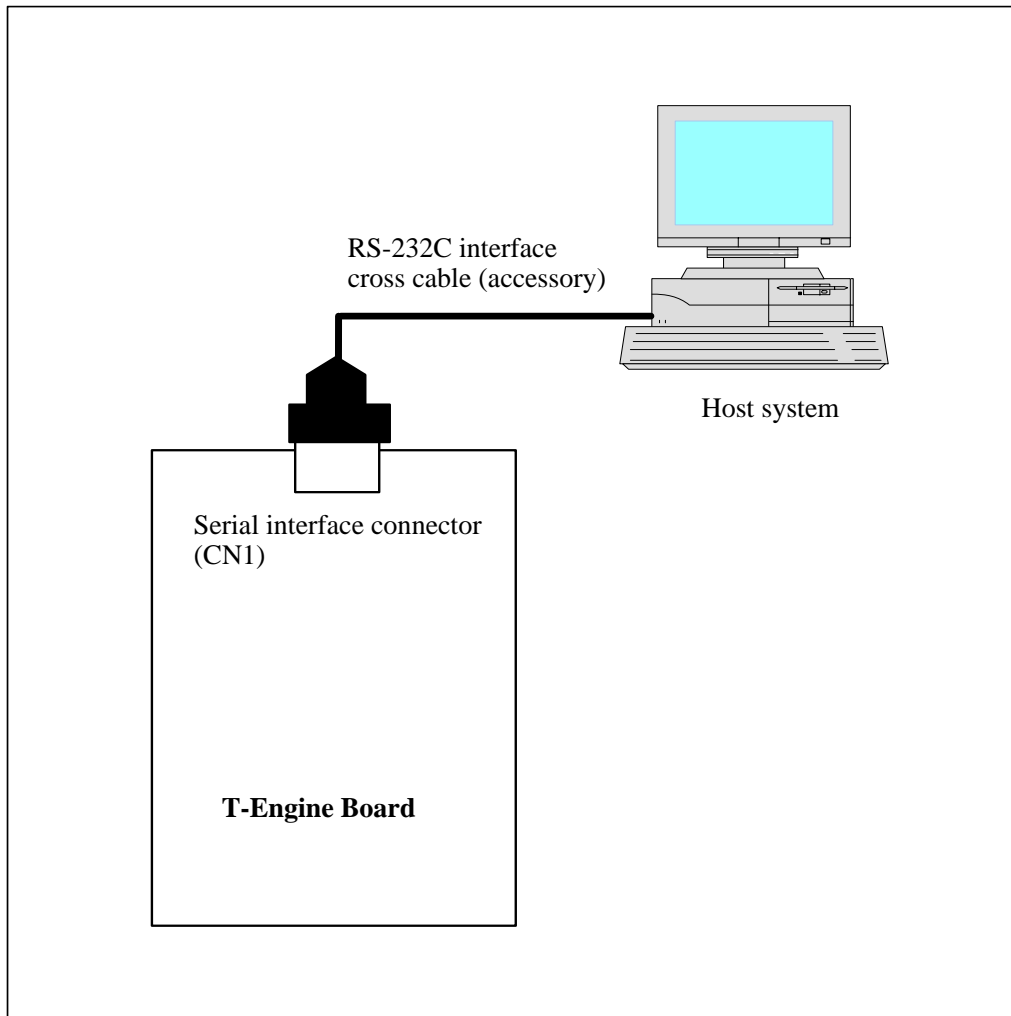 RS-232C interface
cross cable (accessory)
Host system
Serial interface connector
(CN1)
T-Engine Board